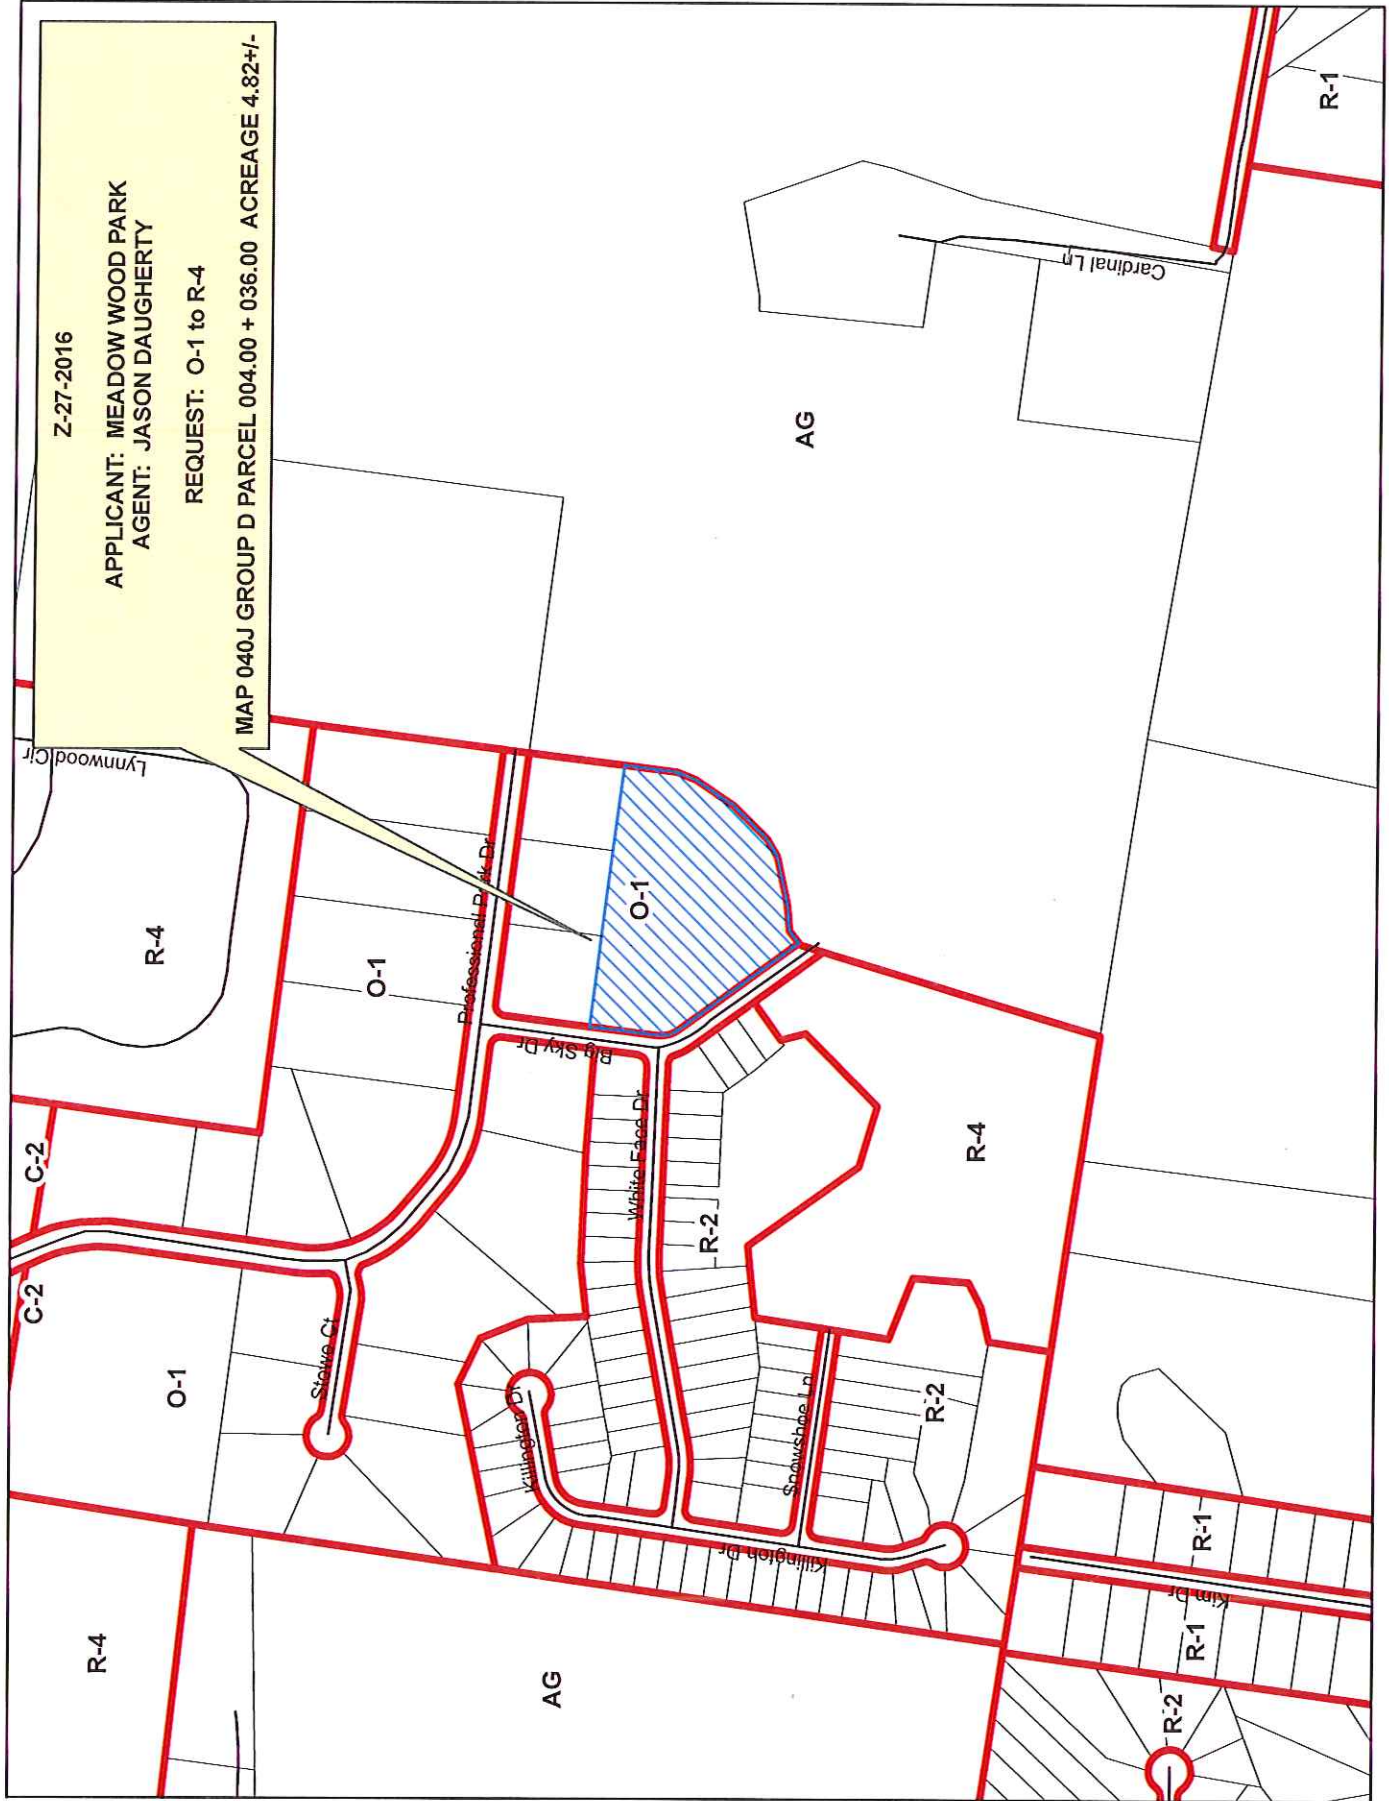 Z-27-2016
APPLICANT: MEADOW WOOD PARK
AGENT: JASON DAUGHERTY
REQUEST: O-1 to R-4
MAP 040J GROUP D PARCEL 004.00 + 036.00 ACREAGE 4.82+/-
R-4
C-2
C-2
R-4
Lynnwood Cir
O-1
Stowe Ct
O-1
Professional Park Dr
AG
Killington Dr
Big Sky Dr
White Face Dr
O-1
R-2
AG
Killington Dr
Snowshoe Ln
R-2
R-4
Cardinal Ln
R-2
R-1
Kim Dr
R-1
R-1